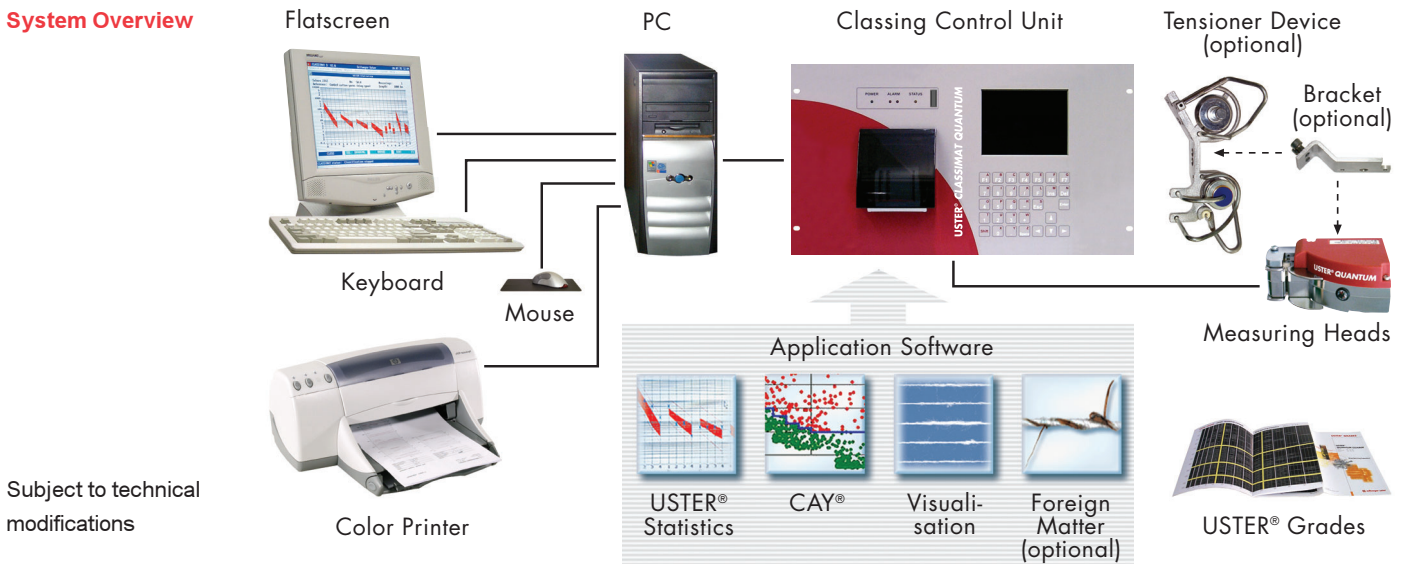 System Overview
Flatscreen
PC
Classing Control Unit
Tensioner Device
(optional)
Bracket
(optional)
POWER ALARM STATUS
USTER® CLASSIMAT QUANTUM
USTER® QUANTUM
Keyboard
Mouse
Measuring Heads
Application Software
USTER®
Statistics
CAY®
Visuali-
sation
Foreign
Matter
(optional)
Color Printer
USTER® Grades
Subject to technical
modifications